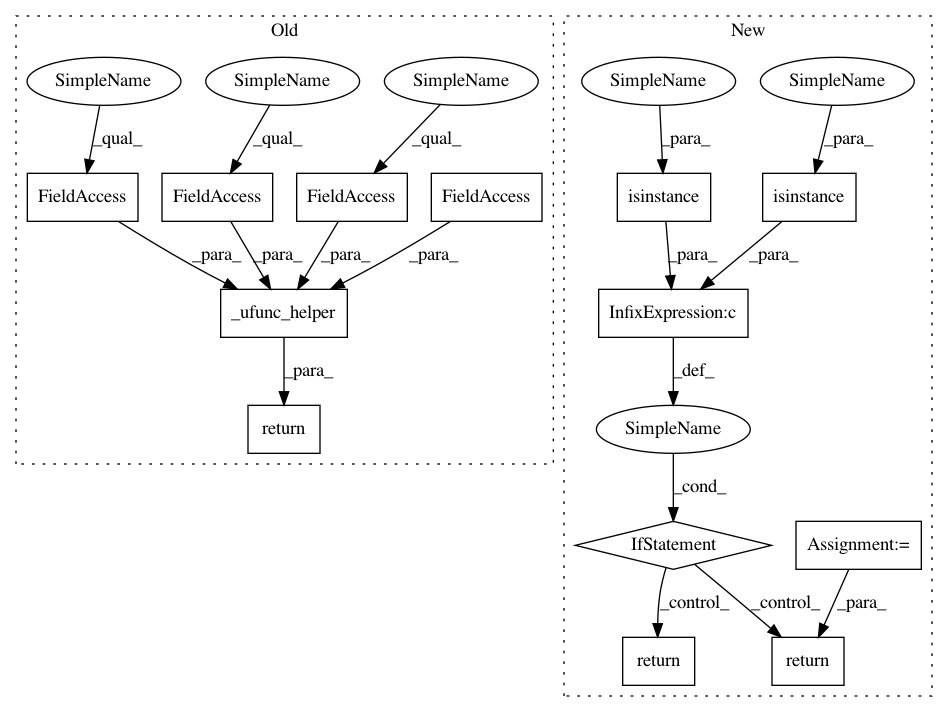 Old
New
SimpleName
SimpleName
SimpleName
SimpleName
SimpleName
_qual_
_qual_
_qual_
_para_
_para_
FieldAccess
FieldAccess
FieldAccess
FieldAccess
isinstance
isinstance
_para_
_para_
_para_
_para_
_para_
_para_
_ufunc_helper
InfixExpression:c
_para_
_def_
return
SimpleName
_cond_
IfStatement
Assignment:=
_control_
_control_
_para_
return
return